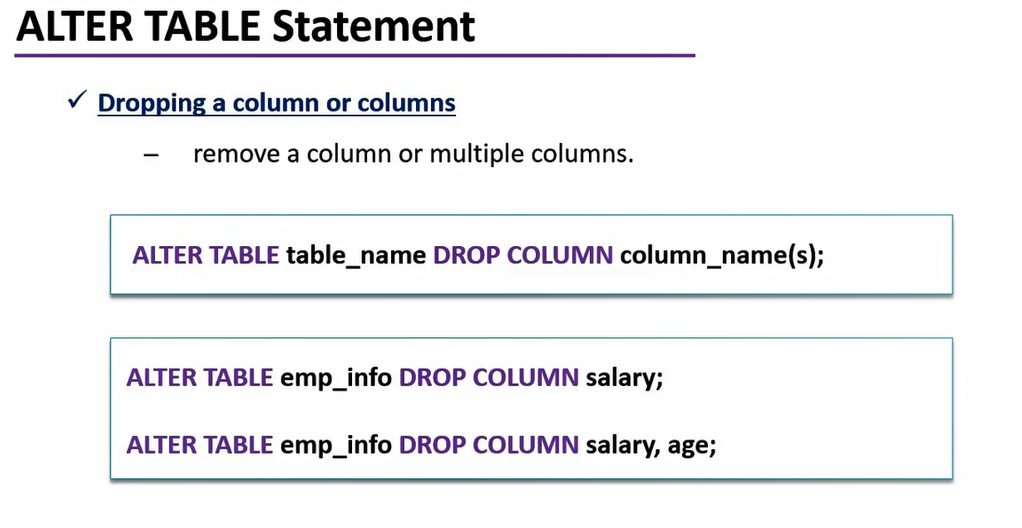 ALTER TABLE Statement
✓ Dropping a column or columns
– remove a column or multiple columns.
ALTER TABLE table_name DROP COLUMN column_name(s);
ALTER TABLE emp_info DROP COLUMN salary;
ALTER TABLE emp_info DROP COLUMN salary, age;